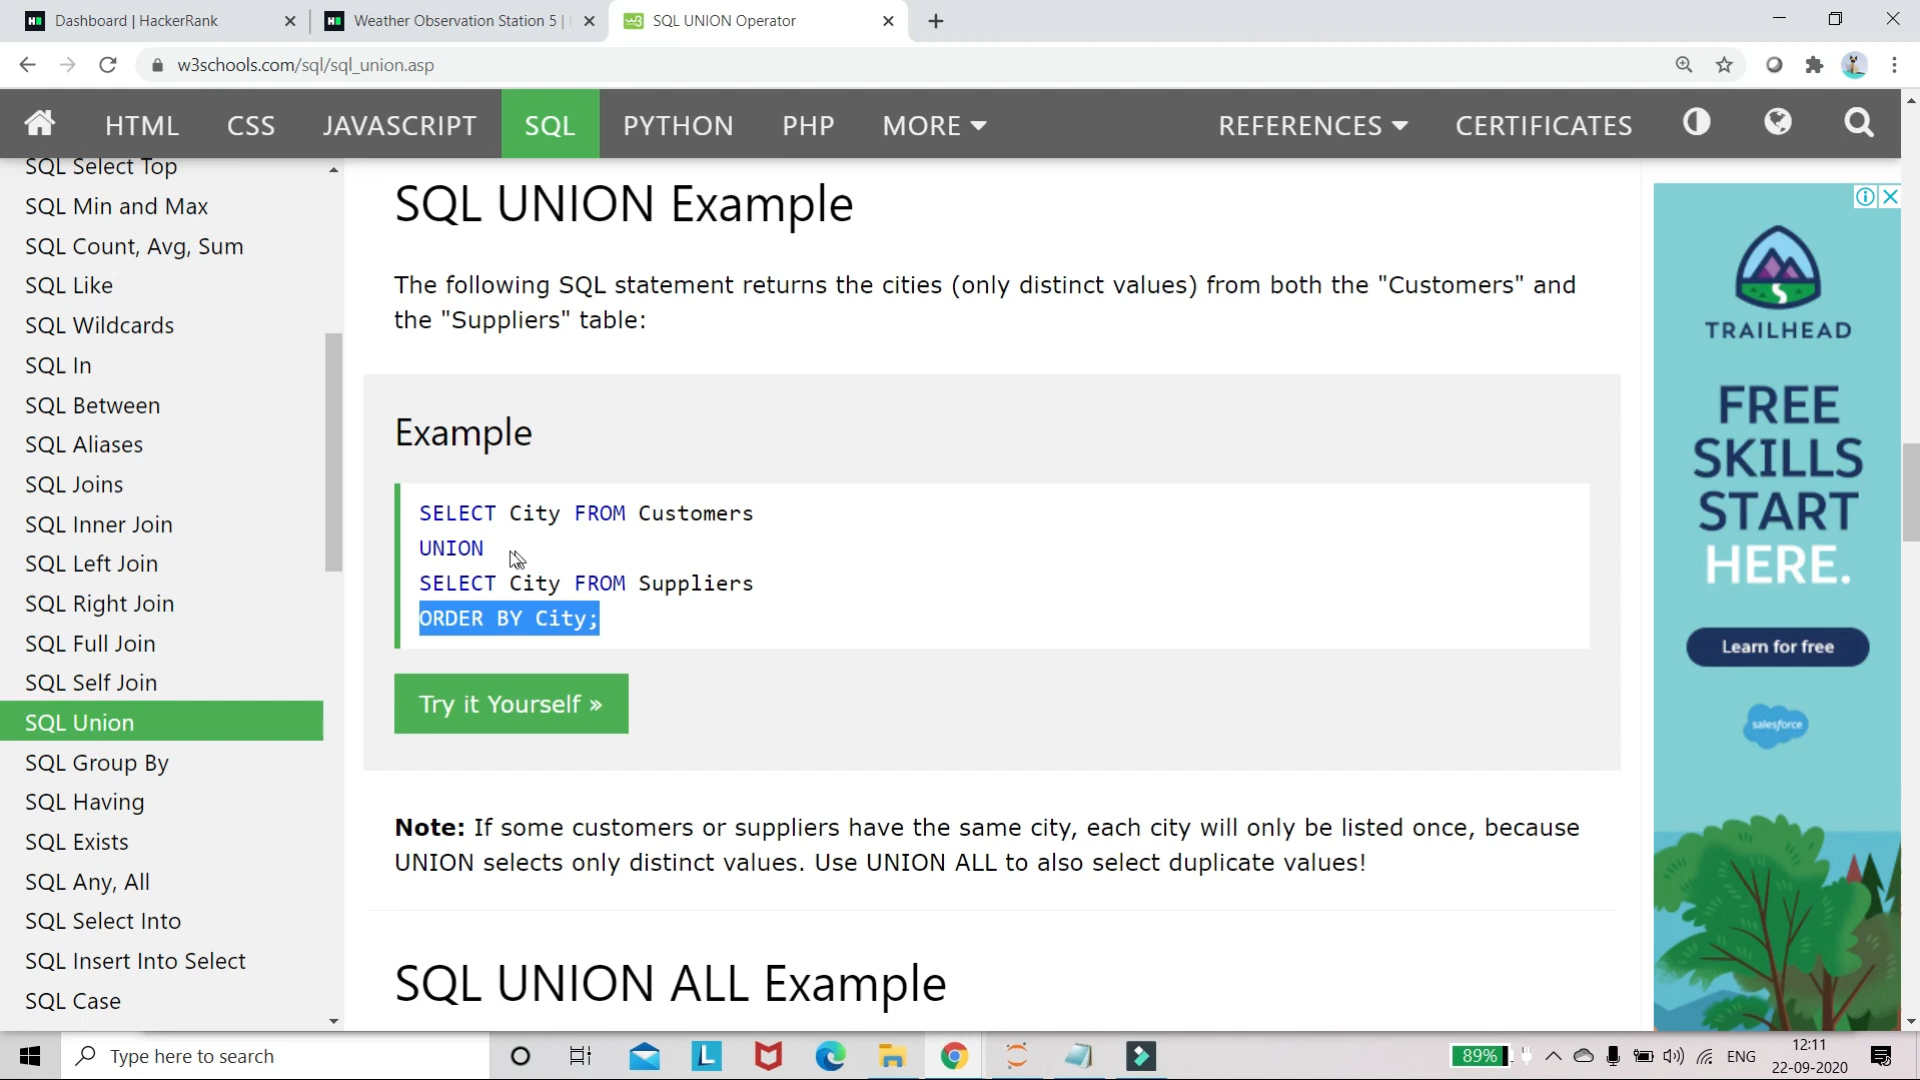 Dashboard | HackerRank
Weather Observation Station 5 |
SQL UNION Operator
w3schools.com/sql/sql_union.asp
HTML CSS JAVASCRIPT SQL PYTHON PHP MORE REFERENCES CERTIFICATES
SQL Select Top
SQL Min and Max
SQL Count, Avg, Sum
SQL Like
SQL Wildcards
SQL In
SQL Between
SQL Aliases
SQL Joins
SQL Inner Join
SQL Left Join
SQL Right Join
SQL Full Join
SQL Self Join
SQL Union
SQL Group By
SQL Having
SQL Exists
SQL Any, All
SQL Select Into
SQL Insert Into Select
SQL Case
SQL UNION Example
The following SQL statement returns the cities (only distinct values) from both the "Customers" and
the "Suppliers" table:
Example
SELECT City FROM Customers
UNION
SELECT City FROM Suppliers
ORDER BY City;
Try it Yourself »
Note: If some customers or suppliers have the same city, each city will only be listed once, because
UNION selects only distinct values. Use UNION ALL to also select duplicate values!
SQL UNION ALL Example
TRAILHEAD
FREE
SKILLS
START
HERE.
Learn for free
salesforce
Type here to search
89%
ENG
12:11
22-09-2020